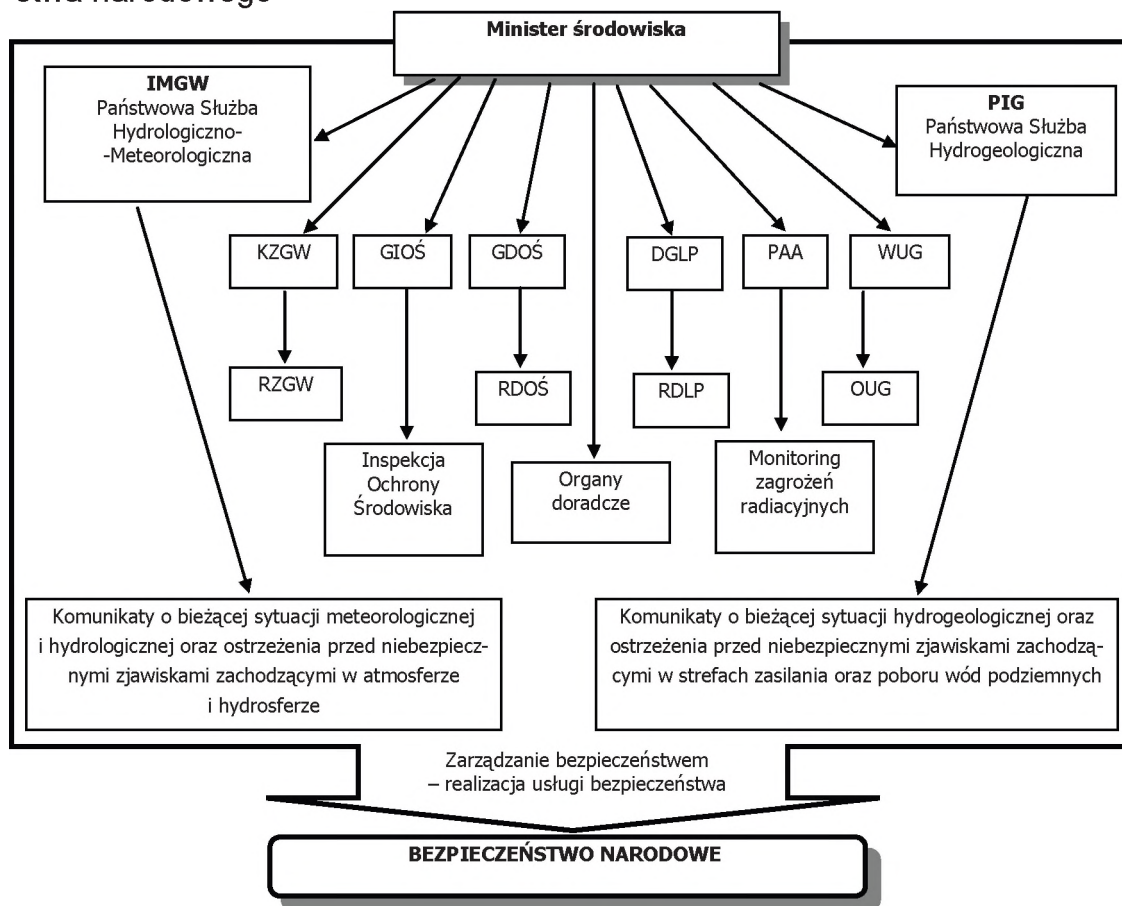 stwa narodowego
Minister środowiska
IMGW
Państwowa Służba
Hydrologiczno-
-Meteorologiczna
PIG
Państwowa Służba
Hydrogeologiczna
KZGW
GIOŚ
GDOŚ
DGLP
PAA
WUG
RZGW
RDOŚ
RDLP
OUG
Inspekcja
Ochrony
Środowiska
Organy
doradcze
Monitoring
zagrożeń
radiacyjnych
Komunikaty o bieżącej sytuacji meteorologicznej
i hydrologicznej oraz ostrzeżenia przed niebezpiecz-
nymi zjawiskami zachodzącymi w atmosferze
i hydrosferze
Komunikaty o bieżącej sytuacji hydrogeologicznej oraz
ostrzeżenia przed niebezpiecznymi zjawiskami zachodzą-
cymi w strefach zasilania oraz poboru wód podziemnych
Zarządzanie bezpieczeństwem
– realizacja usługi bezpieczeństwa
BEZPIECZEŃSTWO NARODOWE